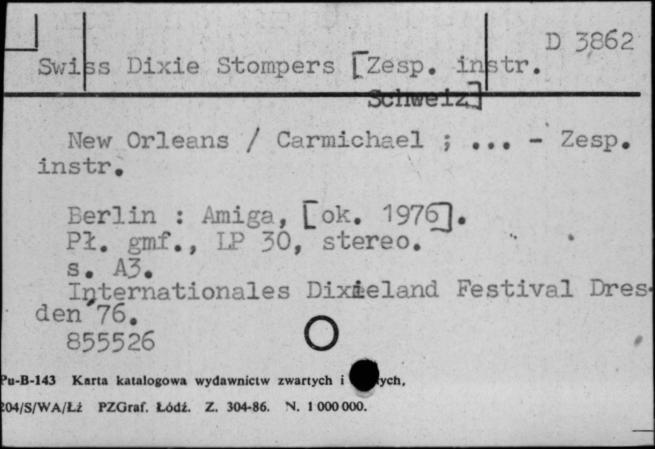 D 3862
Swiss Dixie Stompers [Zesp. instr.
Schweiz]
New Orleans / Carmichael ; ... - Zesp.
instr.
Berlin : Amiga, [ok. 1976].
Pł. gmf., LP 30, stereo.
s. A3.
Internationales Dixieland Festival Dres-
den '76.
855526
Pu-B-143 Karta katalogowa wydawnictw zwartych i
204/S/WA/Łż PZGraf. Łódź. Z. 304-86. N. 1 000 000.